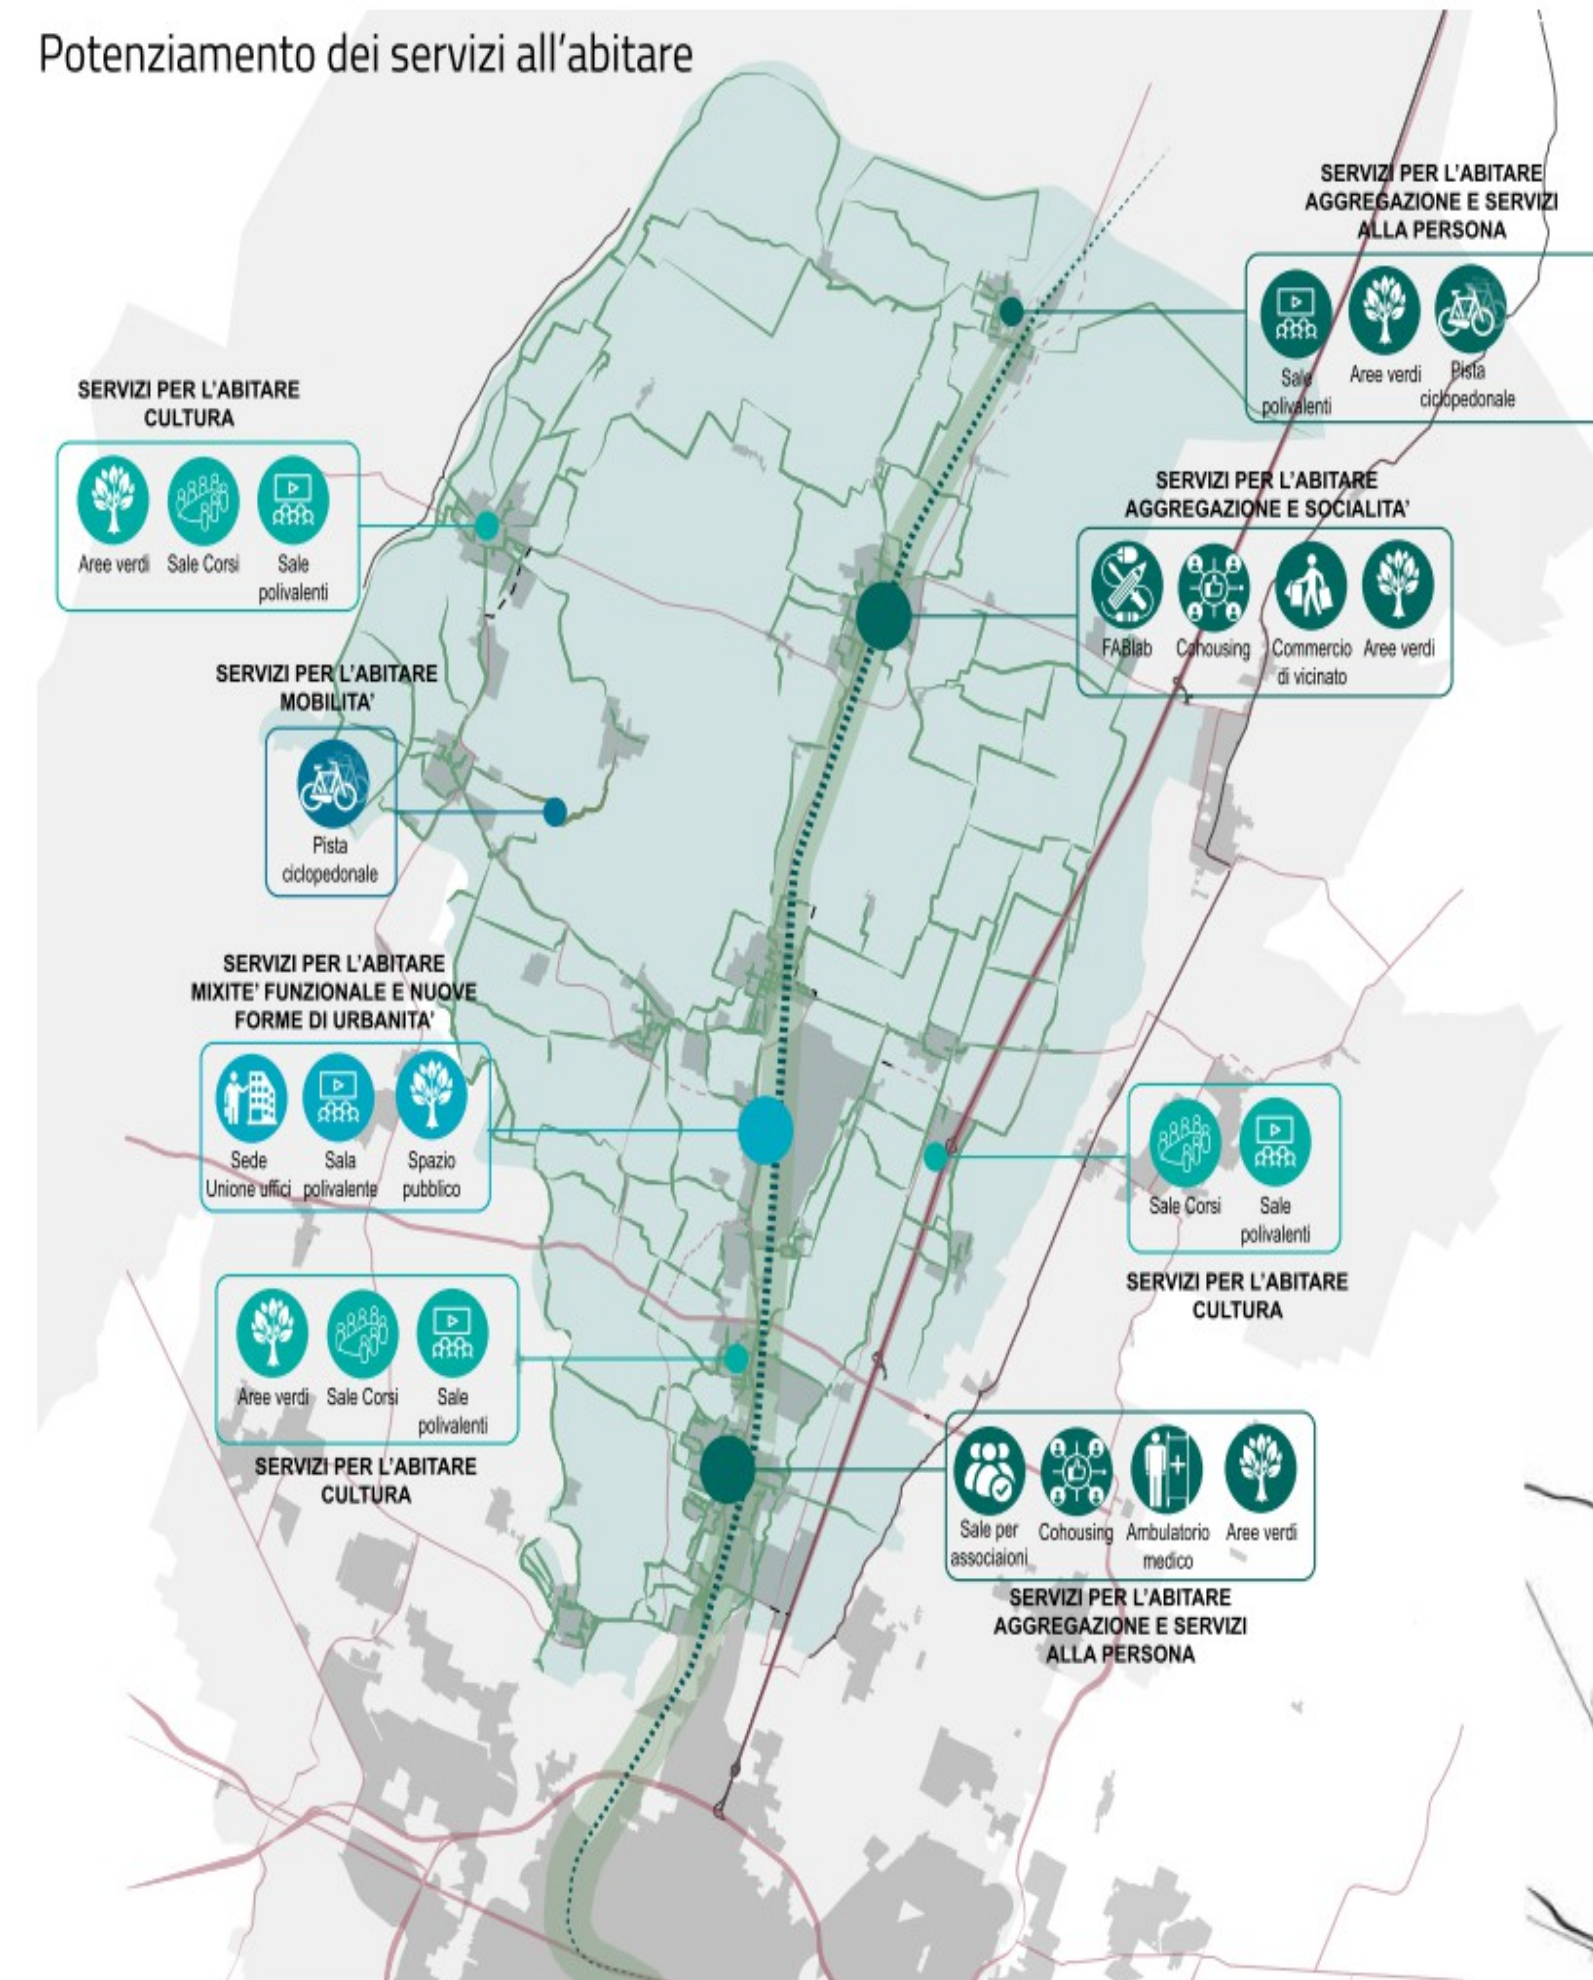 Potenziamento dei servizi all'abitare
SERVIZI PER L'ABITARE
AGGREGAZIONE E SERVIZI
ALLA PERSONA
Sale
polivalenti
Aree verdi
Pista
ciclopedonale
SERVIZI PER L'ABITARE
CULTURA
Aree verdi
Sale Corsi
Sale
polivalenti
SERVIZI PER L'ABITARE
AGGREGAZIONE E SOCIALITA'
FABlab
Cohousing
Commercio
di vicinato
Aree verdi
SERVIZI PER L'ABITARE
MOBILITA'
Pista
ciclopedonale
SERVIZI PER L'ABITARE
MIXITE' FUNZIONALE E NUOVE
FORME DI URBANITA'
Sede
Unione uffici
Sala
polivalente
Spazio
pubblico
Sale Corsi
Sale
polivalenti
SERVIZI PER L'ABITARE
CULTURA
Aree verdi
Sale Corsi
Sale
polivalenti
SERVIZI PER L'ABITARE
CULTURA
Sale per
associaioni
Cohousing
Ambulatorio
medico
Aree verdi
SERVIZI PER L'ABITARE
AGGREGAZIONE E SERVIZI
ALLA PERSONA